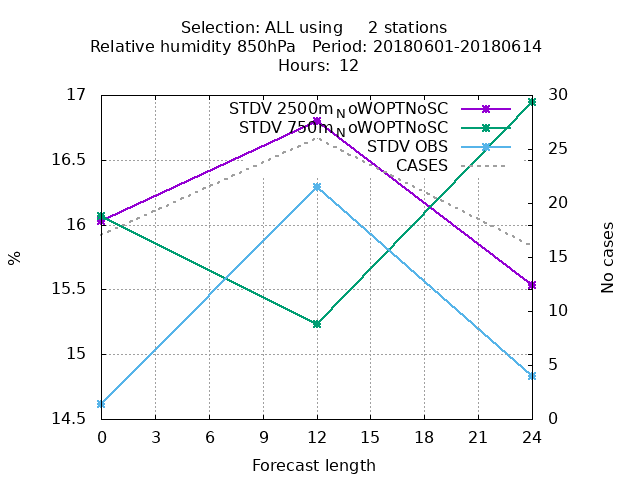 Selection: ALL using     2 stations
Relative humidity 850hPa   Period: 20180601-20180614
Hours: 12
STDV 2500m_NoWOPTNoSC
STDV 750m_NoWOPTNoSC
STDV OBS
CASES
17
16.5
16
15.5
15
14.5
%
30
25
20
15
10
5
0
No cases
0 3 6 9 12 15 18 21 24
Forecast length